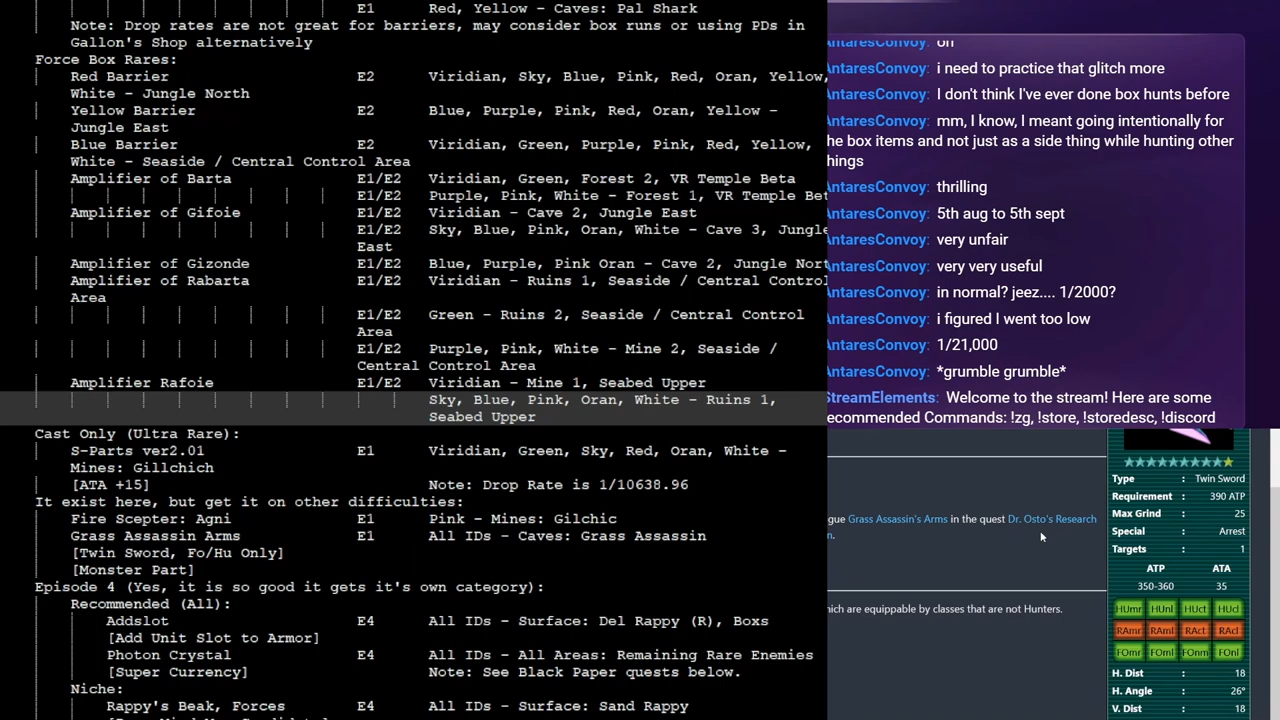 E1 Red, Yellow - Caves: Pal Shark
Note: Drop rates are not great for barriers, may consider box runs or using PDs in
Gallon's Shop alternatively
Force Box Rares:
Red Barrier E2 Viridian, Sky, Blue, Pink, Red, Oran, Yellow,
White - Jungle North
Yellow Barrier E2 Blue, Purple, Pink, Red, Oran, Yellow -
Jungle East
Blue Barrier E2 Viridian, Green, Purple, Pink, Red, Yellow,
White - Seaside / Central Control Area
Amplifier of Barta E1/E2 Viridian, Green, Forest 2, VR Temple Beta
E1/E2 Purple, Pink, White - Forest 1, VR Temple Bet
Amplifier of Gifoie E1/E2 Viridian - Cave 2, Jungle East
E1/E2 Sky, Blue, Pink, Oran, White - Cave 3, Jungle
East
Amplifier of Gizonde E1/E2 Blue, Purple, Pink Oran - Cave 2, Jungle Nort
Amplifier of Rabarta E1/E2 Viridian - Ruins 1, Seaside / Central Control
Area
E1/E2 Green - Ruins 2, Seaside / Central Control
Area
E1/E2 Purple, Pink, White - Mine 2, Seaside /
Central Control Area
Amplifier Rafoie E1/E2 Viridian - Mine 1, Seabed Upper
Sky, Blue, Pink, Oran, White - Ruins 1,
Seabed Upper
Cast Only (Ultra Rare):
S-Parts ver2.01 E1 Viridian, Green, Sky, Red, Oran, White -
Mines: Gillchich
[ATA +15] Note: Drop Rate is 1/10638.96
It exist here, but get it on other difficulties:
Fire Scepter: Agni E1 Pink - Mines: Gilchic
Grass Assassin Arms E1 All IDs - Caves: Grass Assassin
[Twin Sword, Fo/Hu Only]
[Monster Part]
Episode 4 (Yes, it is so good it gets it's own category):
Recommended (All):
Addslot E4 All IDs - Surface: Del Rappy (R), Boxs
[Add Unit Slot to Armor]
Photon Crystal E4 All IDs - All Areas: Remaining Rare Enemies
[Super Currency] Note: See Black Paper quests below.
Niche:
Rappy's Beak, Forces E4 All IDs - Surface: Sand Rappy
AntaresConvoy: on
AntaresConvoy: i need to practice that glitch more
AntaresConvoy: I don't think I've ever done box hunts before
AntaresConvoy: mm, I know, I meant going intentionally for
he box items and not just as a side thing while hunting other
hings
AntaresConvoy: thrilling
AntaresConvoy: 5th aug to 5th sept
AntaresConvoy: very unfair
AntaresConvoy: very very useful
AntaresConvoy: in normal? jeez.... 1/2000?
AntaresConvoy: i figured I went too low
AntaresConvoy: 1/21,000
AntaresConvoy: *grumble grumble*
StreamElements: Welcome to the stream! Here are some
ecommended Commands: !zg, !store, !storedesc, !discord
gue Grass Assassin's Arms in the quest Dr. Osto's Research
n.
hich are equippable by classes that are not Hunters.
Type : Twin Sword
Requirement : 390 ATP
Max Grind : 25
Special : Arrest
Targets : 1
ATP ATA
350-360 35
HUmr HUnl HUct HUcl
RAmr RAml RAct RAcl
FOmr FOml FOnm FOnl
H. Dist : 18
H. Angle : 26°
V. Dist : 18